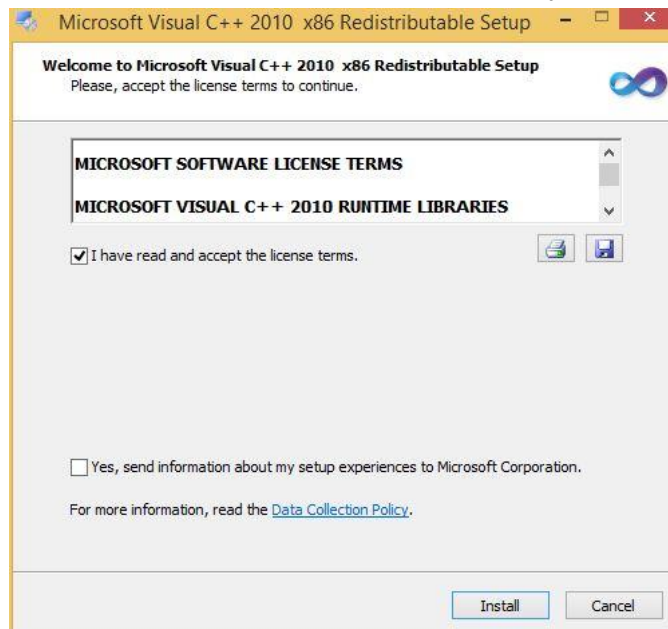 Microsoft Visual C++ 2010 x86 Redistributable Setup
Welcome to Microsoft Visual C++ 2010 x86 Redistributable Setup
Please, accept the license terms to continue.
MICROSOFT SOFTWARE LICENSE TERMS
MICROSOFT VISUAL C++ 2010 RUNTIME LIBRARIES
I have read and accept the license terms.
Yes, send information about my setup experiences to Microsoft Corporation.
For more information, read the Data Collection Policy.
Install
Cancel